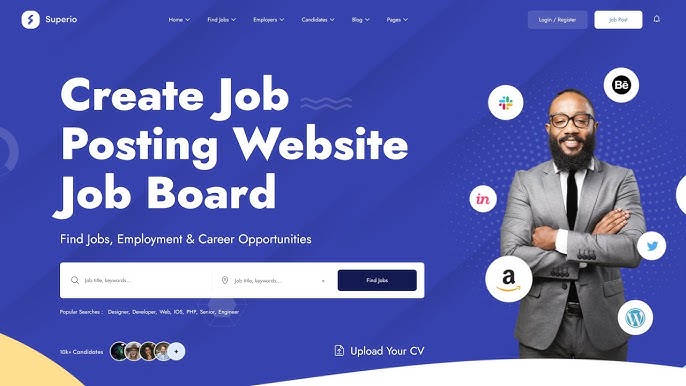 Superio
Home Find Jobs Employers Candidates Blog Pages
Login / Register
Job Post
Create Job
Posting Website
Job Board
Find Jobs, Employment & Career Opportunities
Job title, keywords...
Job title, keywords...
Find Jobs
Popular Searches : Designer, Developer, Web, IOS, PHP, Senior, Engineer
10k+ Candidates
+
Upload Your CV
Bē
in
a
W